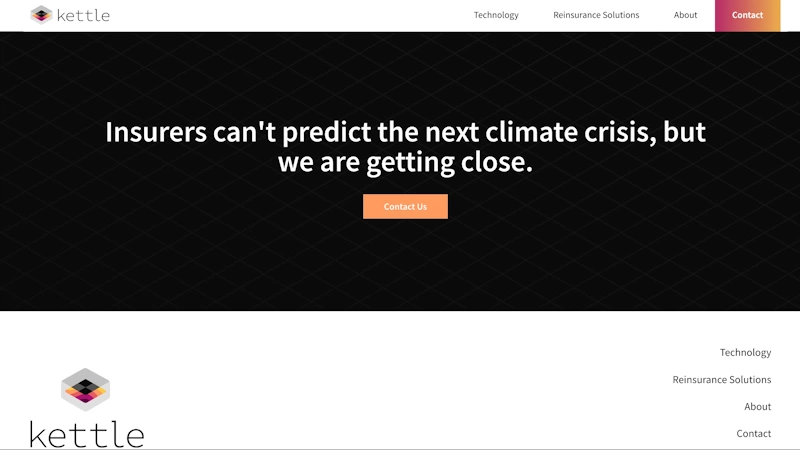 kettle
Technology
Reinsurance Solutions
About
Contact
Insurers can't predict the next climate crisis, but
we are getting close.
Contact Us
Technology
Reinsurance Solutions
About
Contact
kettle